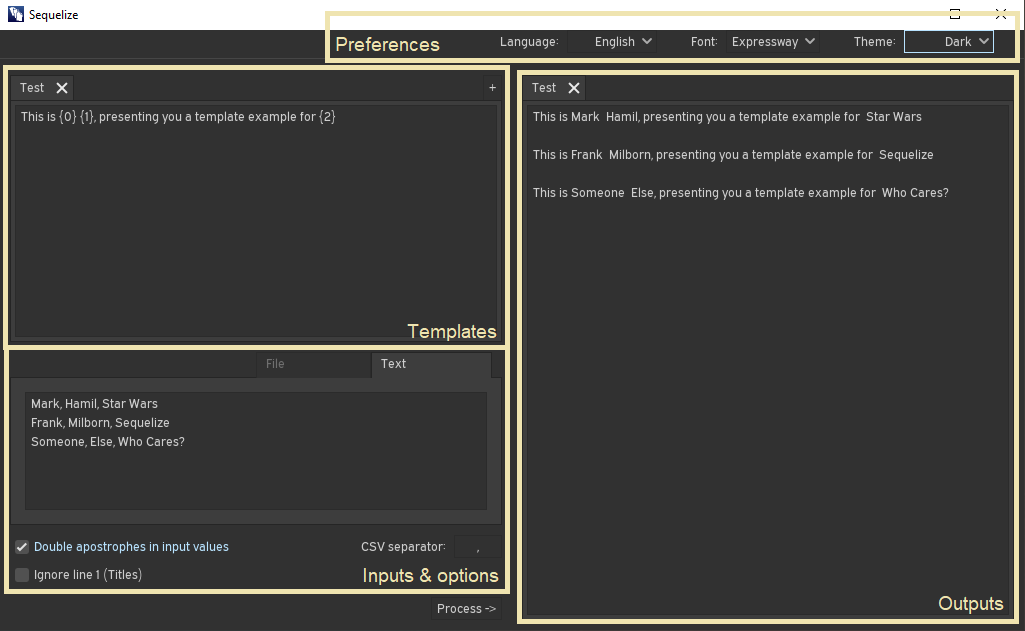 Sequelize
Preferences
Language: English Font: Expressway Theme: Dark
Test
+
This is {0} {1}, presenting you a template example for {2}
Templates
File Text
Mark, Hamil, Star Wars
Frank, Milborn, Sequelize
Someone, Else, Who Cares?
Double apostrophes in input values
CSV separator: ,
Ignore line 1 (Titles)
Inputs & options
Process ->
Test
This is Mark  Hamil, presenting you a template example for  Star Wars
This is Frank  Milborn, presenting you a template example for  Sequelize
This is Someone  Else, presenting you a template example for  Who Cares?
Outputs